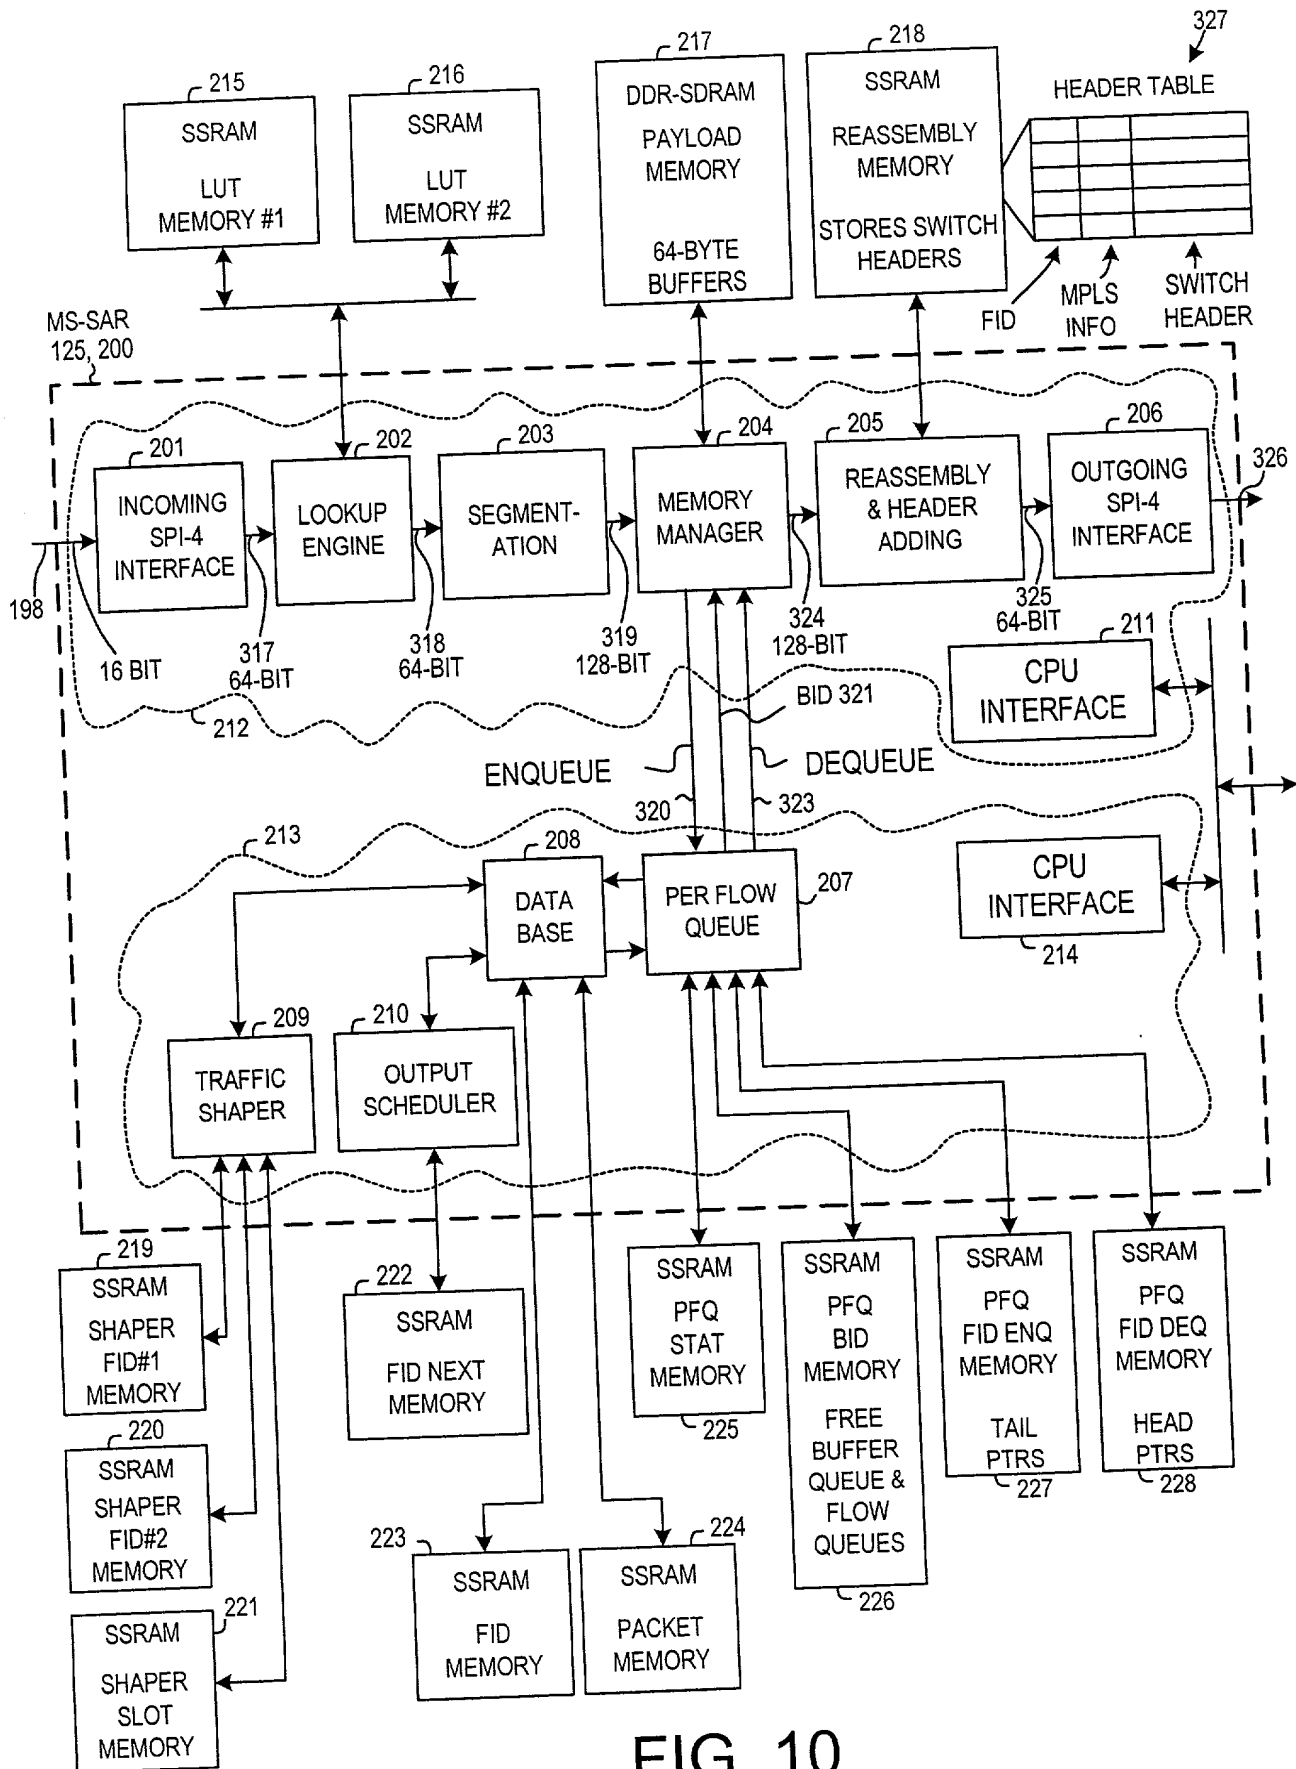 327
217
218
HEADER TABLE
215
216
SSRAM
LUT
MEMORY #1
SSRAM
LUT
MEMORY #2
DDR-SDRAM
PAYLOAD
MEMORY
64-BYTE
BUFFERS
SSRAM
REASSEMBLY
MEMORY
STORES SWITCH
HEADERS
FID
MPLS
INFO
SWITCH
HEADER
MS-SAR
125, 200
201
202
203
204
205
206
326
INCOMING
SPI-4
INTERFACE
LOOKUP
ENGINE
SEGMENT-
ATION
MEMORY
MANAGER
REASSEMBLY
& HEADER
ADDING
OUTGOING
SPI-4
INTERFACE
198
16 BIT
317
64-BIT
318
64-BIT
319
128-BIT
324
128-BIT
325
64-BIT
211
CPU
INTERFACE
212
BID 321
ENQUEUE
DEQUEUE
320
323
213
208
DATA
BASE
PER FLOW
QUEUE
207
CPU
INTERFACE
214
209
TRAFFIC
SHAPER
210
OUTPUT
SCHEDULER
219
SSRAM
SHAPER
FID#1
MEMORY
220
SSRAM
SHAPER
FID#2
MEMORY
221
SSRAM
SHAPER
SLOT
MEMORY
222
SSRAM
FID NEXT
MEMORY
223
SSRAM
FID
MEMORY
224
SSRAM
PACKET
MEMORY
SSRAM
PFQ
STAT
MEMORY
225
SSRAM
PFQ
BID
MEMORY
FREE
BUFFER
QUEUE &
FLOW
QUEUES
226
SSRAM
PFQ
FID ENQ
MEMORY
TAIL
PTRS
227
SSRAM
PFQ
FID DEQ
MEMORY
HEAD
PTRS
228
FIG. 10